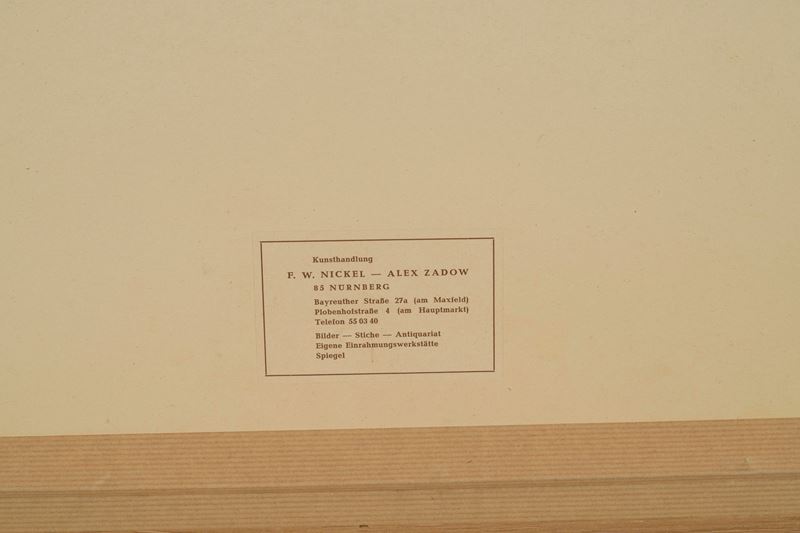 Kunsthandlung
F. W. NICKEL — ALEX ZADOW
85 NÜRNBERG
Bayreuther Straße 27a (am Maxfeld)
Plobenhofstraße 4 (am Hauptmarkt)
Telefon 55 03 40
Bilder — Stiche — Antiquariat
Eigene Einrahmungswerkstätte
Spiegel